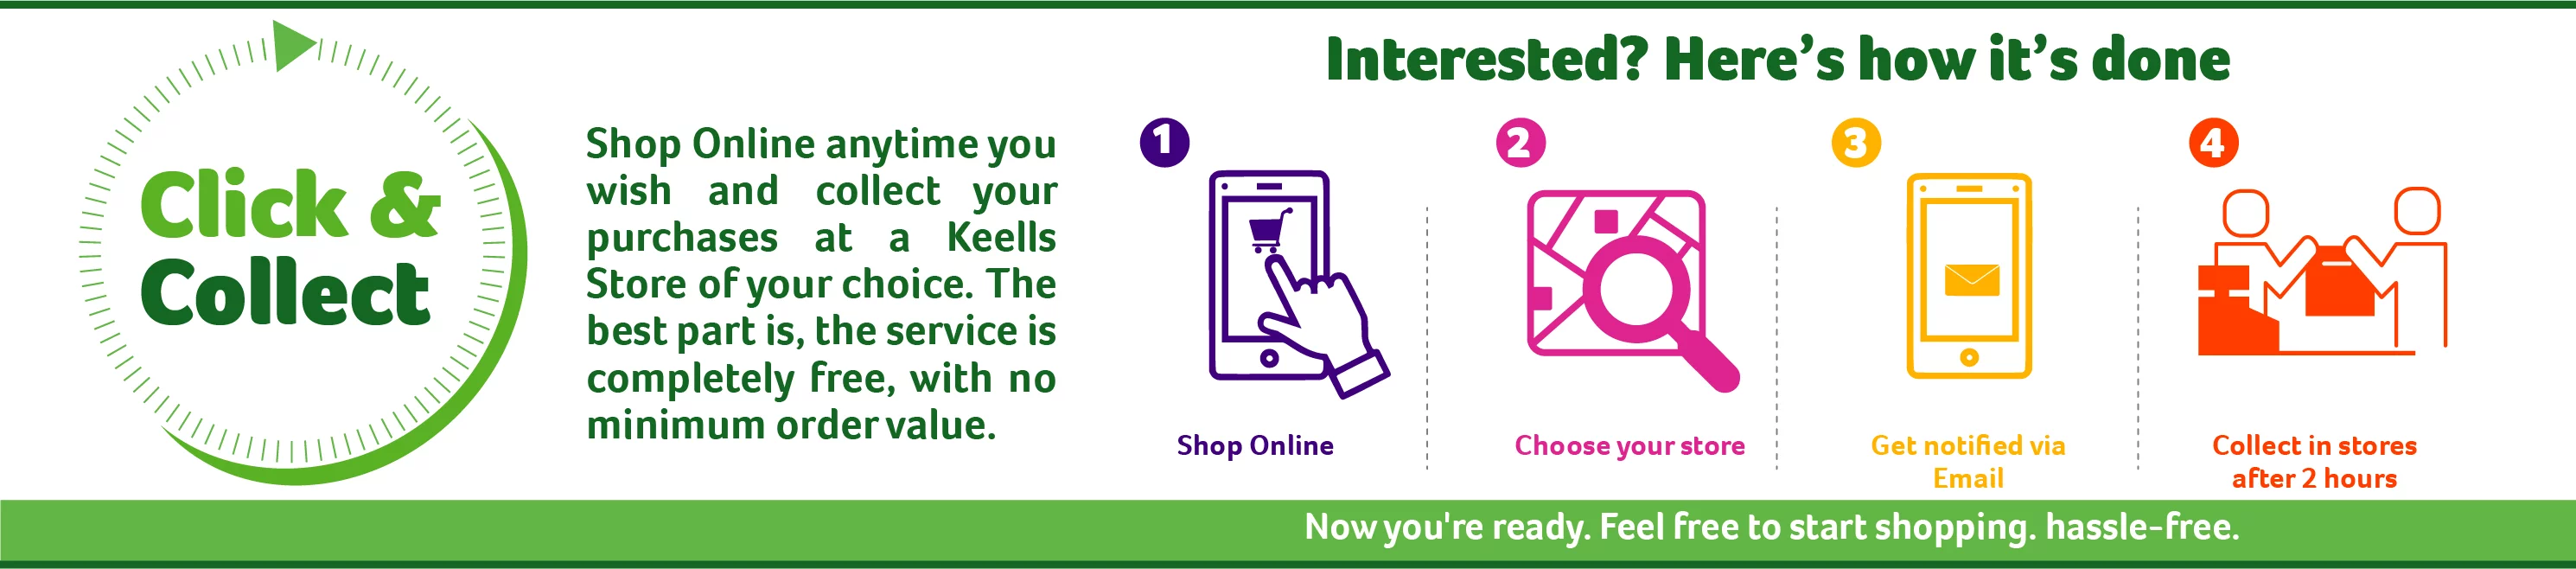 Click &
Collect
Shop Online anytime you
wish and collect your
purchases at a Keells
Store of your choice. The
best part is, the service is
completely free, with no
minimum order value.
Interested? Here's how it's done
1
Shop Online
2
Choose your store
3
Get notified via
Email
4
Collect in stores
after 2 hours
Now you're ready. Feel free to start shopping. hassle-free.